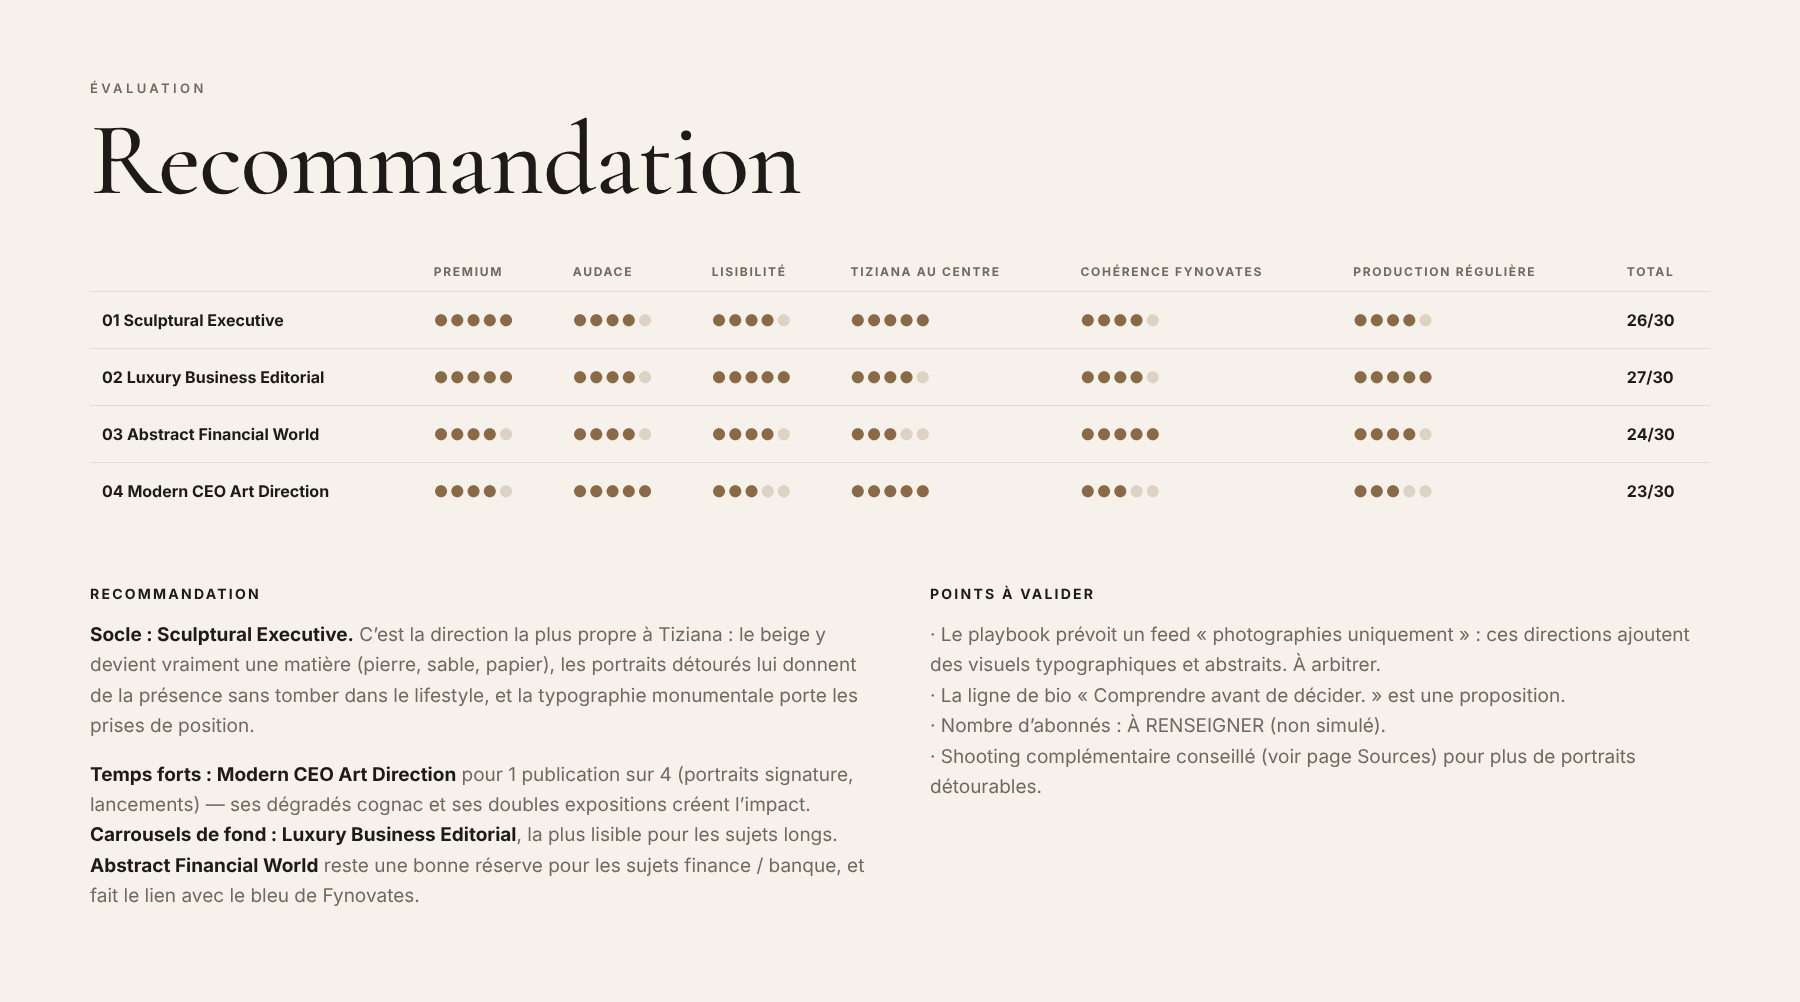 ÉVALUATION
Recommandation
PREMIUM AUDACE LISIBILITÉ TIZIANA AU CENTRE COHÉRENCE FYNOVATES PRODUCTION RÉGULIÈRE TOTAL
01 Sculptural Executive 26/30
02 Luxury Business Editorial 27/30
03 Abstract Financial World 24/30
04 Modern CEO Art Direction 23/30
RECOMMANDATION
Socle : Sculptural Executive. C’est la direction la plus propre à Tiziana : le beige y
devient vraiment une matière (pierre, sable, papier), les portraits détourés lui donnent
de la présence sans tomber dans le lifestyle, et la typographie monumentale porte les
prises de position.
Temps forts : Modern CEO Art Direction pour 1 publication sur 4 (portraits signature,
lancements) — ses dégradés cognac et ses doubles expositions créent l’impact.
Carrousels de fond : Luxury Business Editorial, la plus lisible pour les sujets longs.
Abstract Financial World reste une bonne réserve pour les sujets finance / banque, et
fait le lien avec le bleu de Fynovates.
POINTS À VALIDER
· Le playbook prévoit un feed « photographies uniquement » : ces directions ajoutent
des visuels typographiques et abstraits. À arbitrer.
· La ligne de bio « Comprendre avant de décider. » est une proposition.
· Nombre d’abonnés : À RENSEIGNER (non simulé).
· Shooting complémentaire conseillé (voir page Sources) pour plus de portraits
détourables.